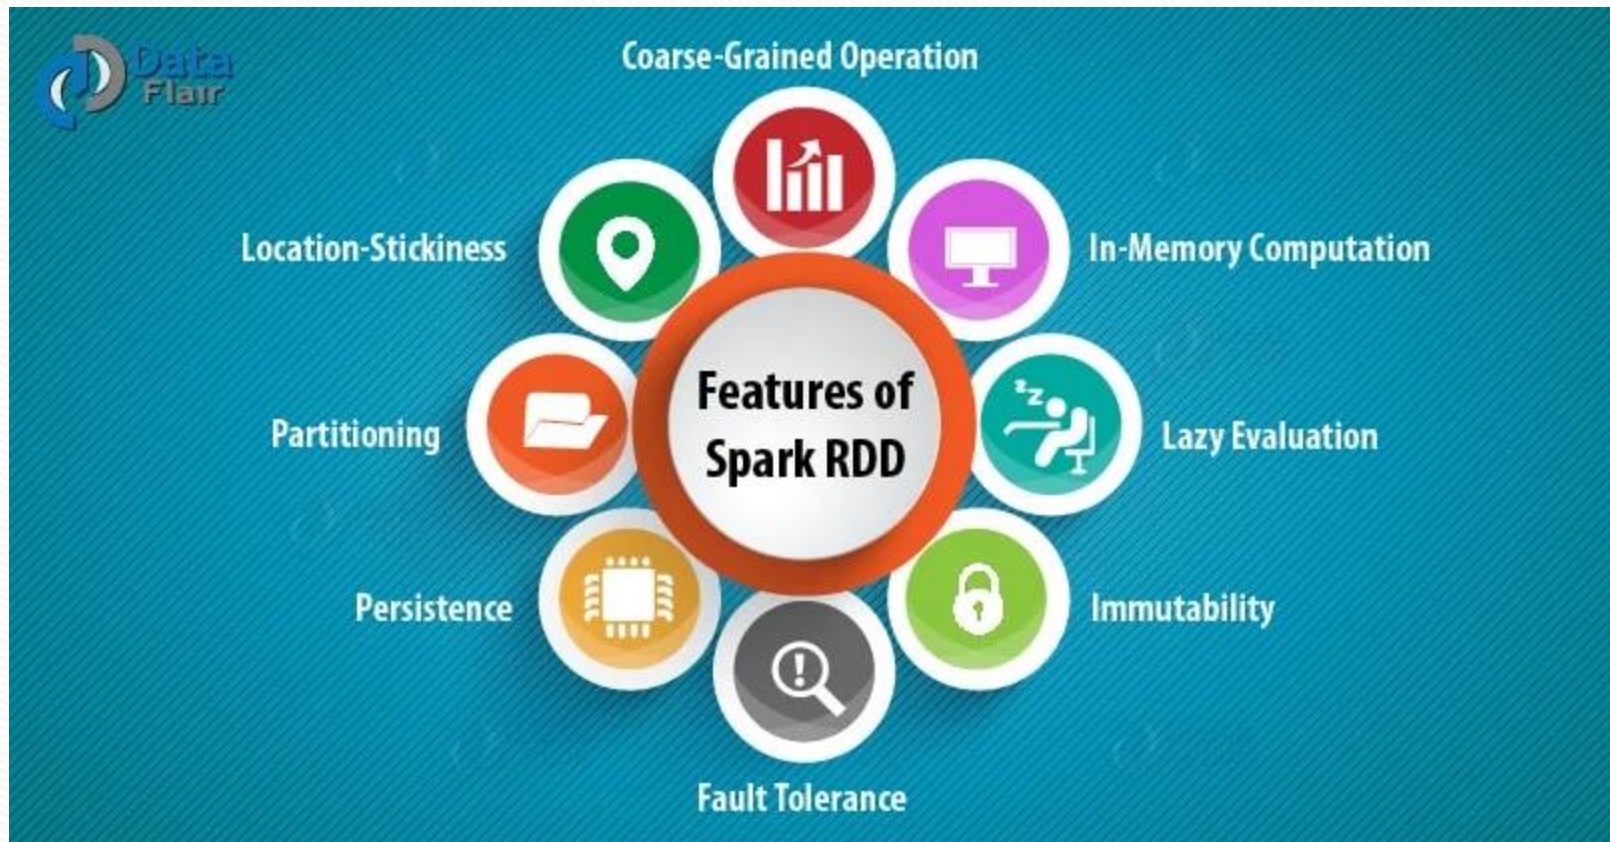 Data
Flair
Coarse-Grained Operation
Location-Stickiness
In-Memory Computation
Features of
Spark RDD
Partitioning
Lazy Evaluation
Persistence
Immutability
Fault Tolerance